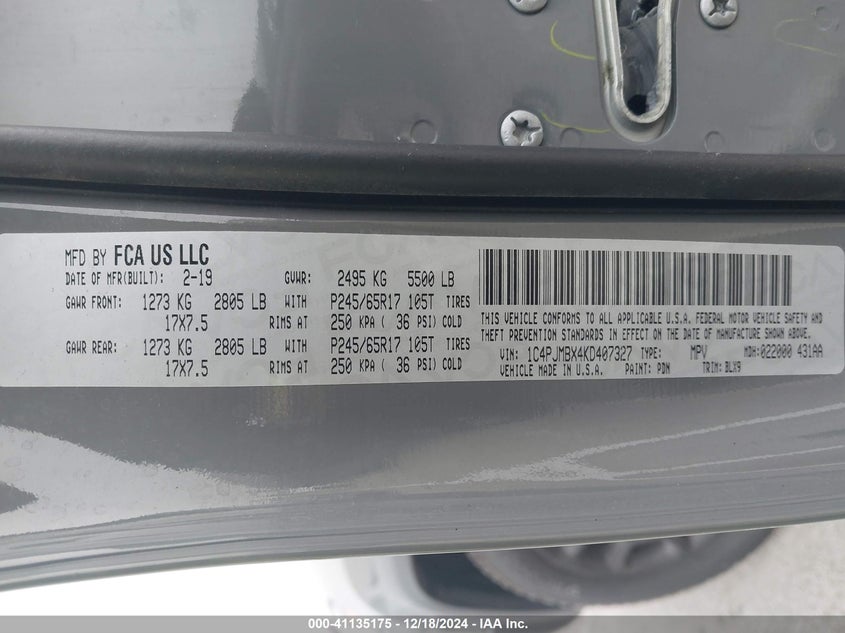 MFD BY FCA US LLC
DATE OF MFR(BUILT): 2-19 GVWR: 2495 KG 5500 LB
GAWR FRONT: 1273 KG 2805 LB WITH P245/65R17 105T TIRES
17X7.5 RIMS AT 250 KPA ( 36 PSI) COLD
GAWR REAR: 1273 KG 2805 LB WITH P245/65R17 105T TIRES
17X7.5 RIMS AT 250 KPA ( 36 PSI) COLD
THIS VEHICLE CONFORMS TO ALL APPLICABLE U.S.A. FEDERAL MOTOR VEHICLE SAFETY AND
THEFT PREVENTION STANDARDS IN EFFECT ON THE DATE OF MANUFACTURE SHOWN ABOVE.
VIN: 1C4PJMBX4KD407327 TYPE: MPV MDH:022000 431AA
VEHICLE MADE IN U.S.A. PAINT: PDN TRIM: BLX9
000-41135175 - 12/18/2024 - IAA Inc.